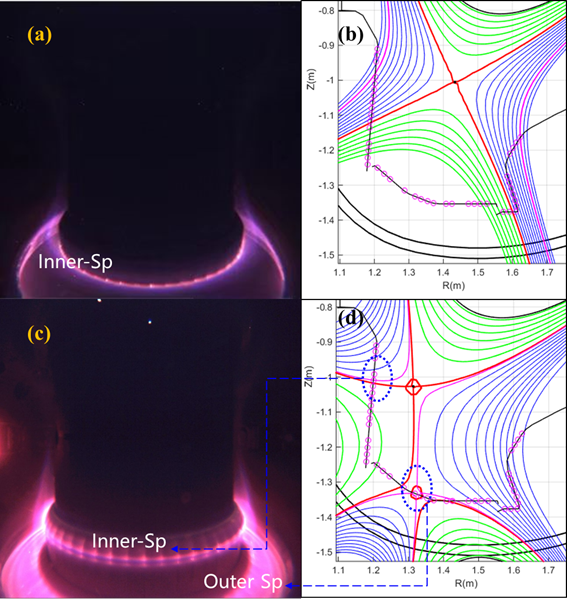 (a)
Inner-Sp
(b)
-0.8
-0.9
-1
-1.1
-1.2
-1.3
-1.4
-1.5
Z(m)
1.1 1.2 1.3 1.4 1.5 1.6 1.7
R(m)
(c)
Inner-Sp
Outer Sp
(d)
-0.8
-0.9
-1
-1.1
-1.2
-1.3
-1.4
-1.5
Z(m)
1.1 1.2 1.3 1.4 1.5 1.6 1.7
R(m)